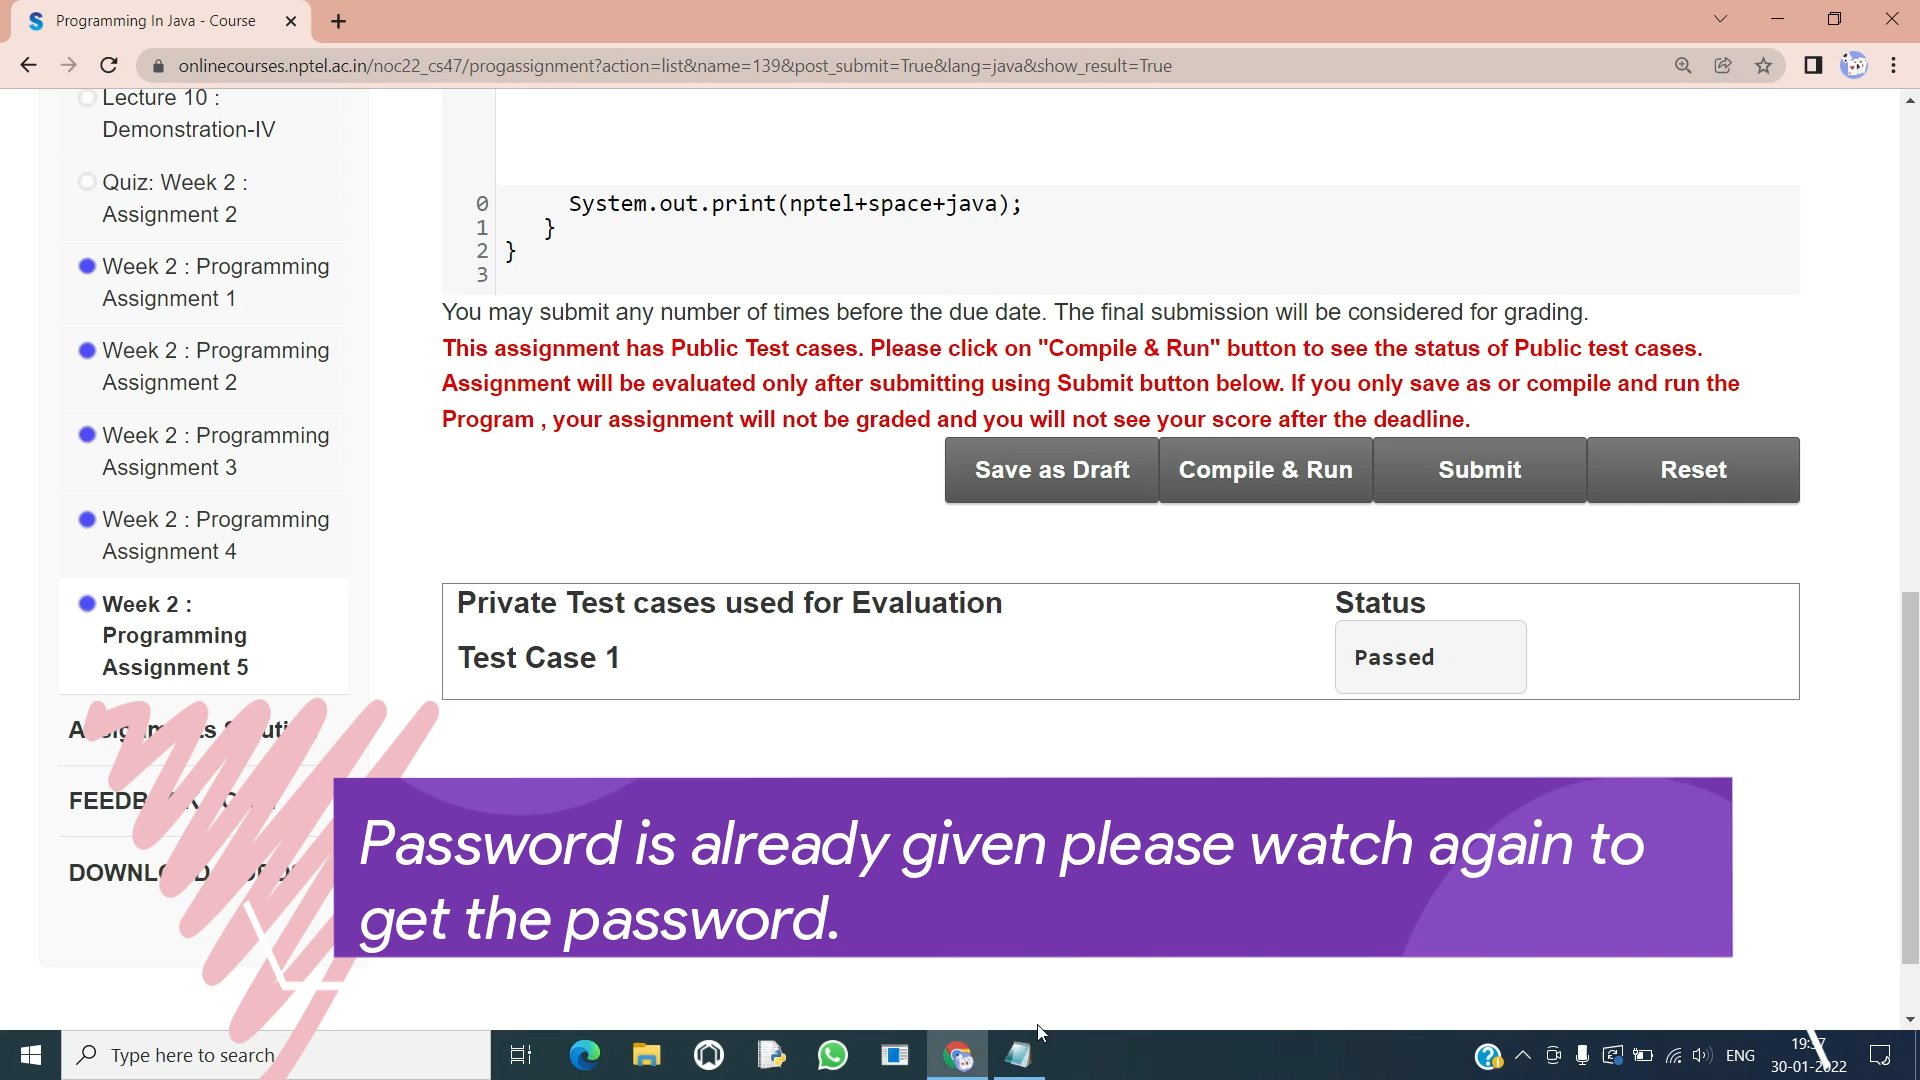 Programming In Java - Course
onlinecourses.nptel.ac.in/noc22_cs47/progassignment?action=list&name=139&post_submit=True&lang=java&show_result=True
Lecture 10 :
Demonstration-IV
Quiz: Week 2 :
Assignment 2
Week 2 : Programming
Assignment 1
Week 2 : Programming
Assignment 2
Week 2 : Programming
Assignment 3
Week 2 : Programming
Assignment 4
Week 2 :
Programming
Assignment 5
0 System.out.print(nptel+space+java);
1 }
2 }
3
You may submit any number of times before the due date. The final submission will be considered for grading.
This assignment has Public Test cases. Please click on "Compile & Run" button to see the status of Public test cases.
Assignment will be evaluated only after submitting using Submit button below. If you only save as or compile and run the
Program , your assignment will not be graded and you will not see your score after the deadline.
Save as Draft Compile & Run Submit Reset
Private Test cases used for Evaluation Status
Test Case 1 Passed
Password is already given please watch again to
get the password.
Type here to search
ENG
30-01-2022